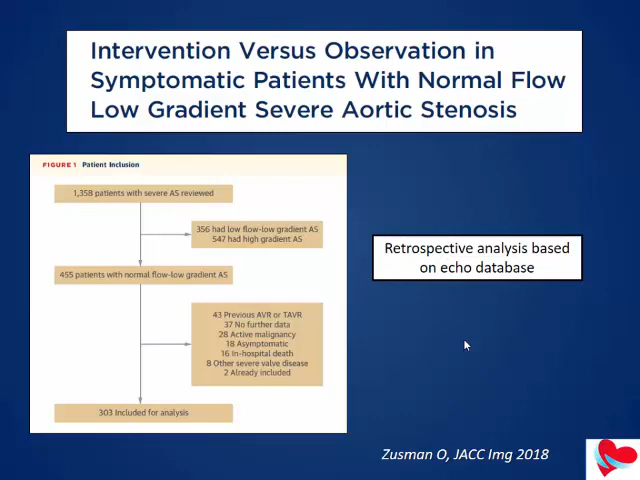 Intervention Versus Observation in
Symptomatic Patients With Normal Flow
Low Gradient Severe Aortic Stenosis
FIGURE 1 Patient Inclusion
1,358 patients with severe AS reviewed
356 had low flow-low gradient AS
547 had high gradient AS
455 patients with normal flow-low gradient AS
43 Previous AVR or TAVR
37 No further data
28 Active malignancy
18 Asymptomatic
16 In-hospital death
8 Other severe valve disease
2 Already included
303 Included for analysis
Retrospective analysis based
on echo database
Zusman O, JACC Img 2018